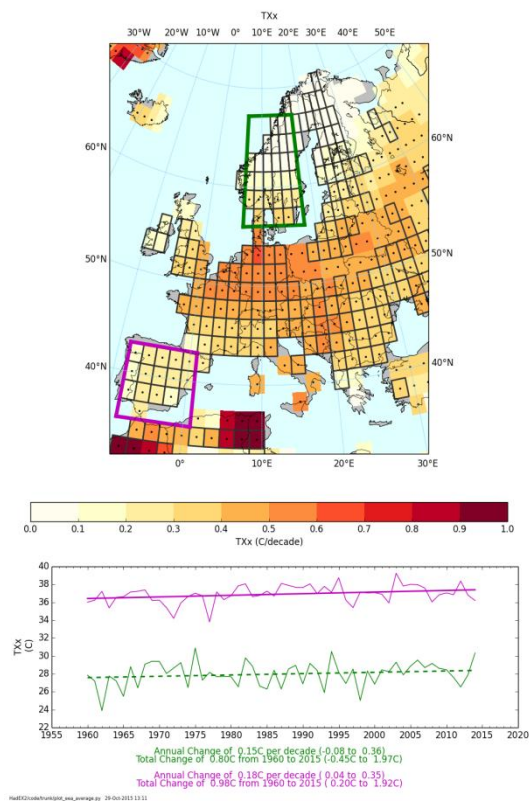 TXx
30°W 20°W 10°W 0° 10°E 20°E 30°E 40°E 50°E
60°N
60°N
50°N
50°N
40°N
40°N
0° 10°E 20°E 30°E
0.0 0.1 0.2 0.3 0.4 0.5 0.6 0.7 0.8 0.9 1.0
TXx (C/decade)
40
38
36
34
32
30
28
26
24
22
TXx
(C)
1955 1960 1965 1970 1975 1980 1985 1990 1995 2000 2005 2010 2015 2020
Annual Change of 0.15C per decade (-0.08 to 0.36)
Total Change of 0.80C from 1960 to 2015 (-0.45C to 1.97C)
Annual Change of 0.18C per decade ( 0.04 to 0.35)
Total Change of 0.98C from 1960 to 2015 ( 0.20C to 1.92C)
29-Oct-2015 13:11